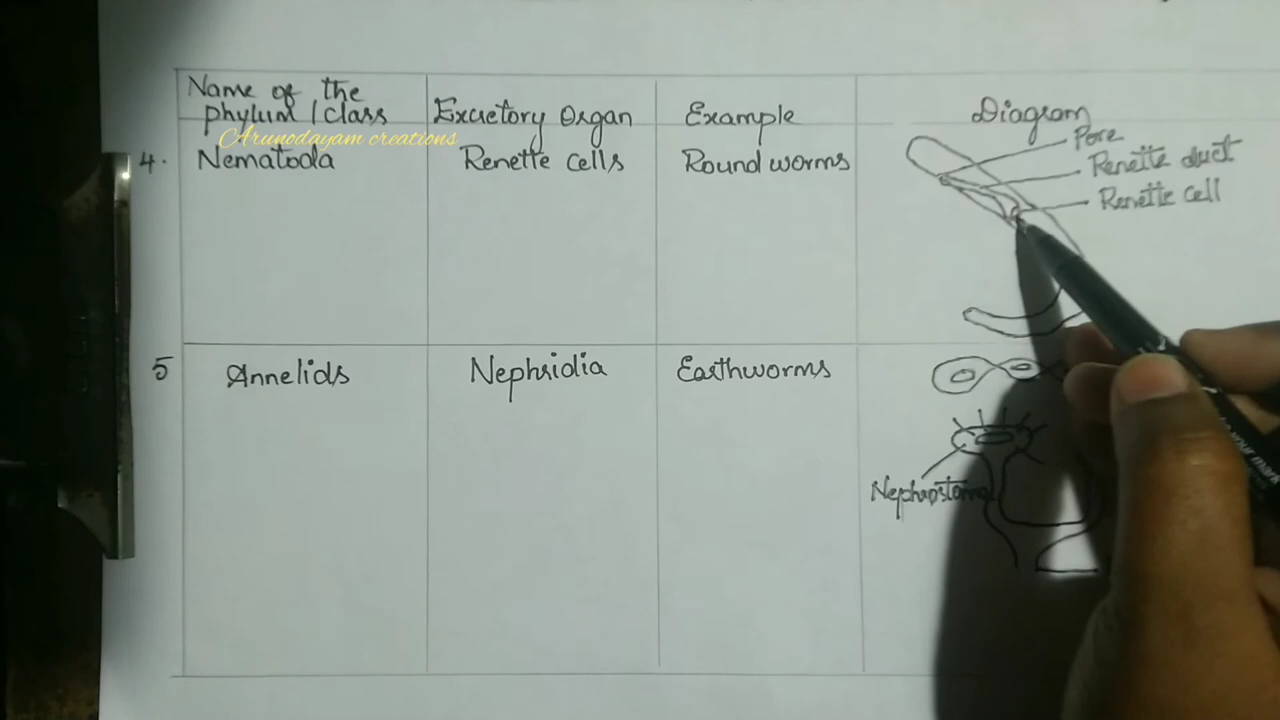 Name of the
phylum / class
Excretory Organ
Example
Diagram
Arunodayam creations
4.
Nematoda
Renette cells
Round worms
Pore
Renette duct
Renette cell
5
Annelids
Nephridia
Earthworms
Nephrostome